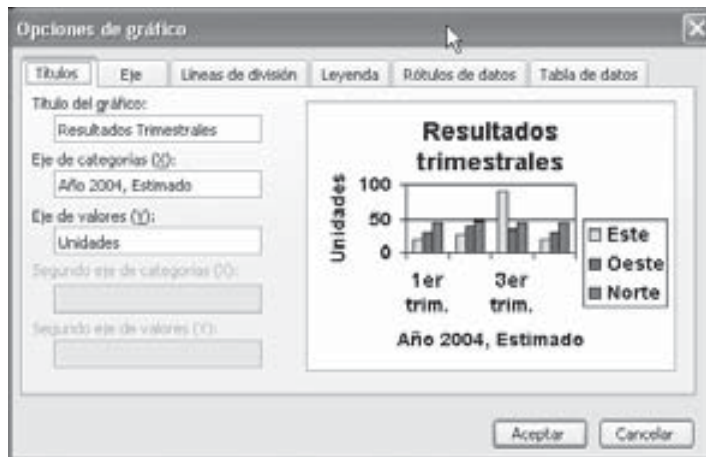 Opciones de gráfico
Títulos Eje Líneas de división Leyenda Rótulos de datos Tabla de datos
Título del gráfico:
Resultados Trimestrales
Eje de categorías (X):
Año 2004, Estimado
Eje de valores (Y):
Unidades
Segundo eje de categorías (X):
Segundo eje de valores (Y):
Resultados
trimestrales
Unidades
100
50
0
1er
trim.
3er
trim.
Año 2004, Estimado
Este
Oeste
Norte
Aceptar Cancelar